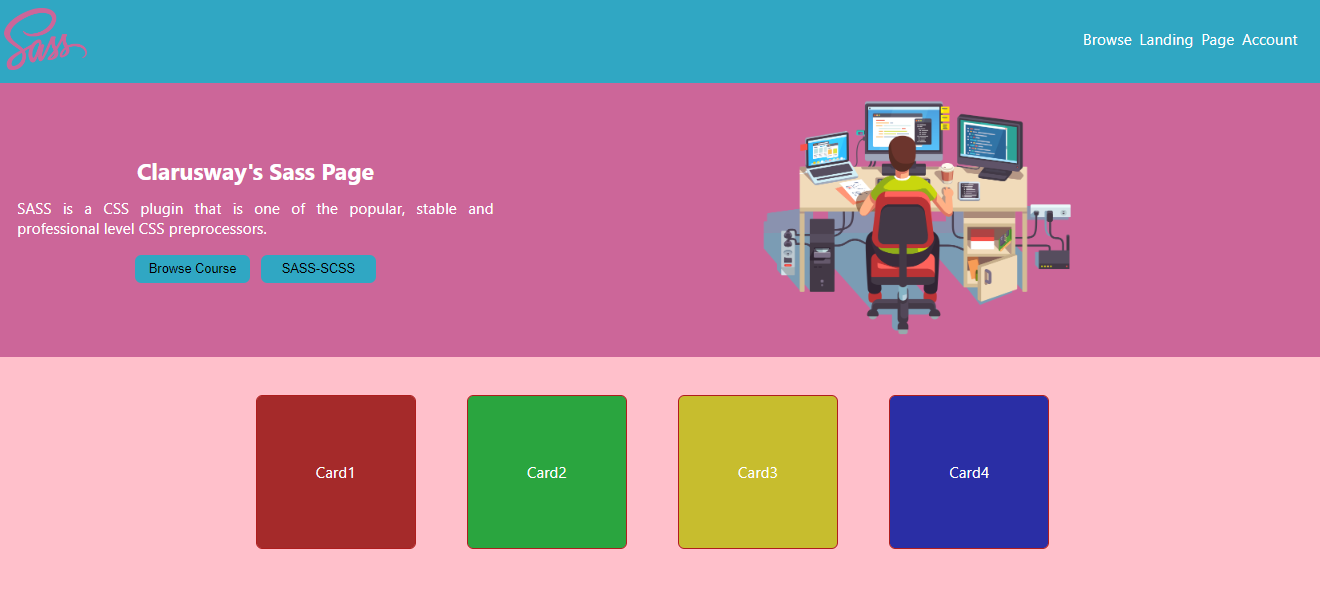 Sass
Browse Landing Page Account
Clarusway's Sass Page
SASS is a CSS plugin that is one of the popular, stable and
professional level CSS preprocessors.
Browse Course
SASS-SCSS
Card1
Card2
Card3
Card4